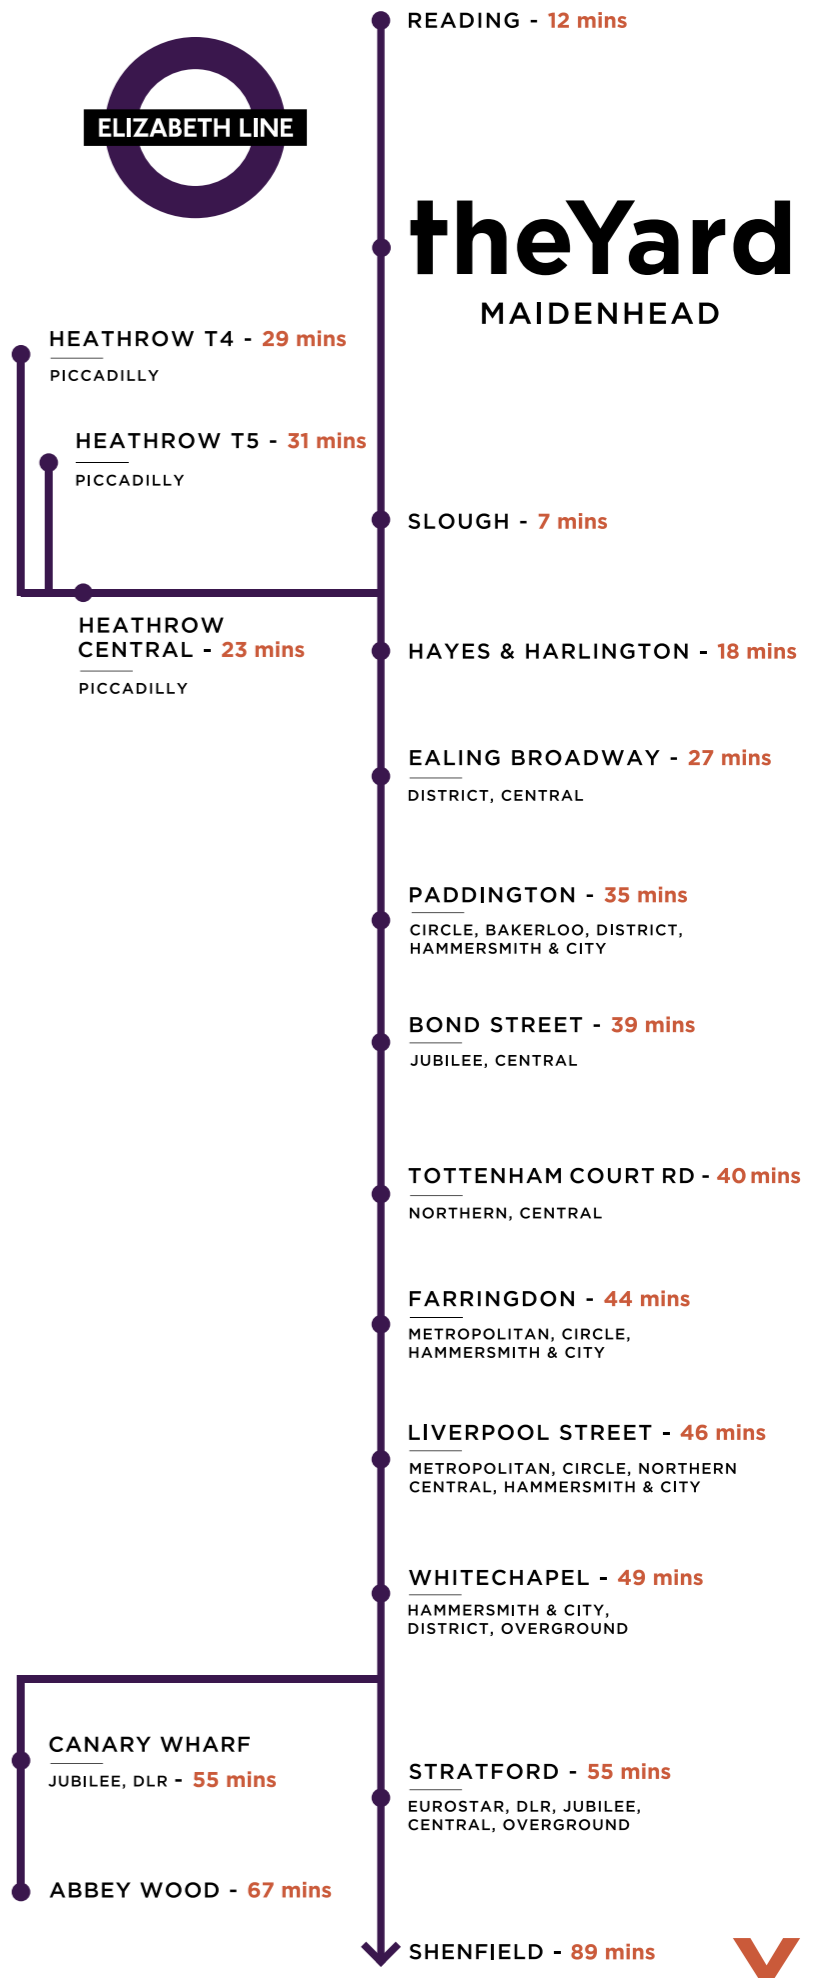 READING - 12 mins
ELIZABETH LINE
theYard
MAIDENHEAD
HEATHROW T4 - 29 mins
PICCADILLY
HEATHROW T5 - 31 mins
PICCADILLY
SLOUGH - 7 mins
HEATHROW
CENTRAL - 23 mins
PICCADILLY
HAYES & HARLINGTON - 18 mins
EALING BROADWAY - 27 mins
DISTRICT, CENTRAL
PADDINGTON - 35 mins
CIRCLE, BAKERLOO, DISTRICT,
HAMMERSMITH & CITY
BOND STREET - 39 mins
JUBILEE, CENTRAL
TOTTENHAM COURT RD - 40 mins
NORTHERN, CENTRAL
FARRINGDON - 44 mins
METROPOLITAN, CIRCLE,
HAMMERSMITH & CITY
LIVERPOOL STREET - 46 mins
METROPOLITAN, CIRCLE, NORTHERN
CENTRAL, HAMMERSMITH & CITY
WHITECHAPEL - 49 mins
HAMMERSMITH & CITY,
DISTRICT, OVERGROUND
CANARY WHARF
JUBILEE, DLR - 55 mins
STRATFORD - 55 mins
EUROSTAR, DLR, JUBILEE,
CENTRAL, OVERGROUND
ABBEY WOOD - 67 mins
SHENFIELD - 89 mins